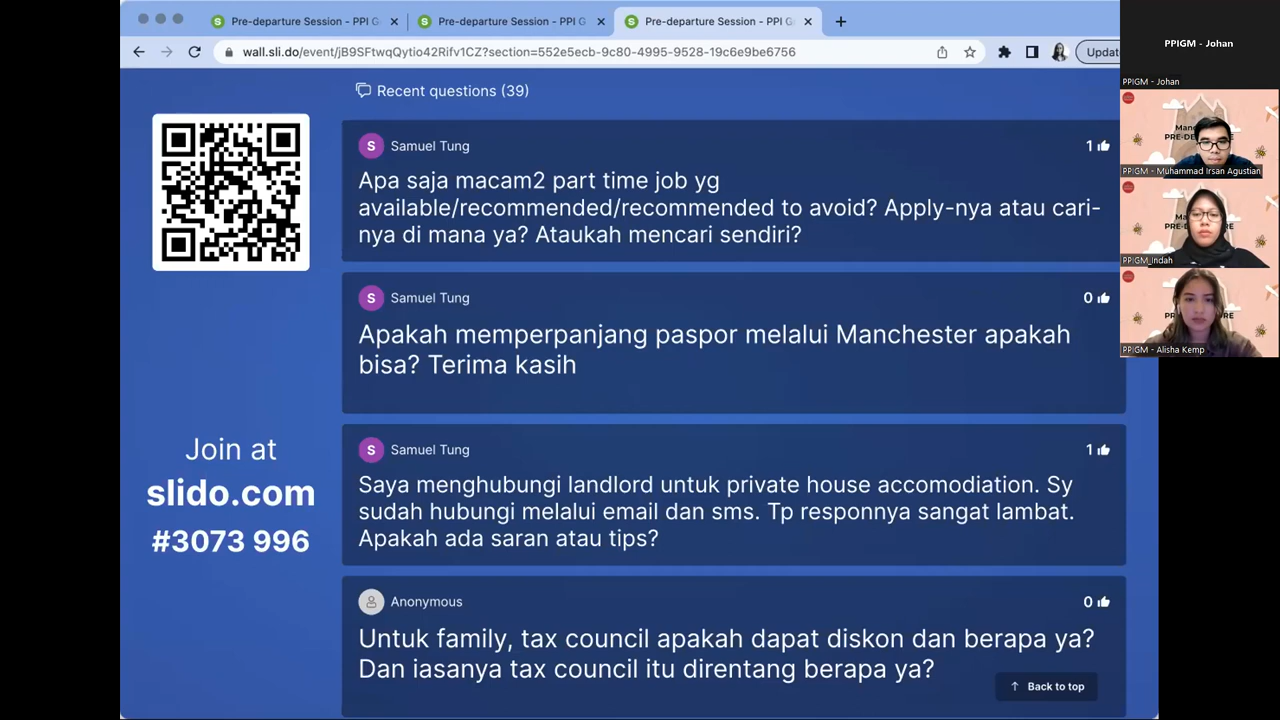 Pre-departure Session - PPI G
Pre-departure Session - PPI G
Pre-departure Session - PPI G
wall.sli.do/event/jB9SFtwqQytio42Rifv1CZ?section=552e5ecb-9c80-4995-9528-19c6e9be6756
Updat
Recent questions (39)
S Samuel Tung
1
Apa saja macam2 part time job yg
available/recommended/recommended to avoid? Apply-nya atau cari-
nya di mana ya? Ataukah mencari sendiri?
S Samuel Tung
0
Apakah memperpanjang paspor melalui Manchester apakah
bisa? Terima kasih
S Samuel Tung
1
Saya menghubungi landlord untuk private house accomodiation. Sy
sudah hubungi melalui email dan sms. Tp responnya sangat lambat.
Apakah ada saran atau tips?
Anonymous
0
Untuk family, tax council apakah dapat diskon dan berapa ya?
Dan iasanya tax council itu direntang berapa ya?
Back to top
Join at
slido.com
#3073 996
PPIGM - Johan
PPIGM - Johan
PPIGM - Muhammad Irsan Agustian
PPIGM_Indah
PPIGM - Alisha Kemp